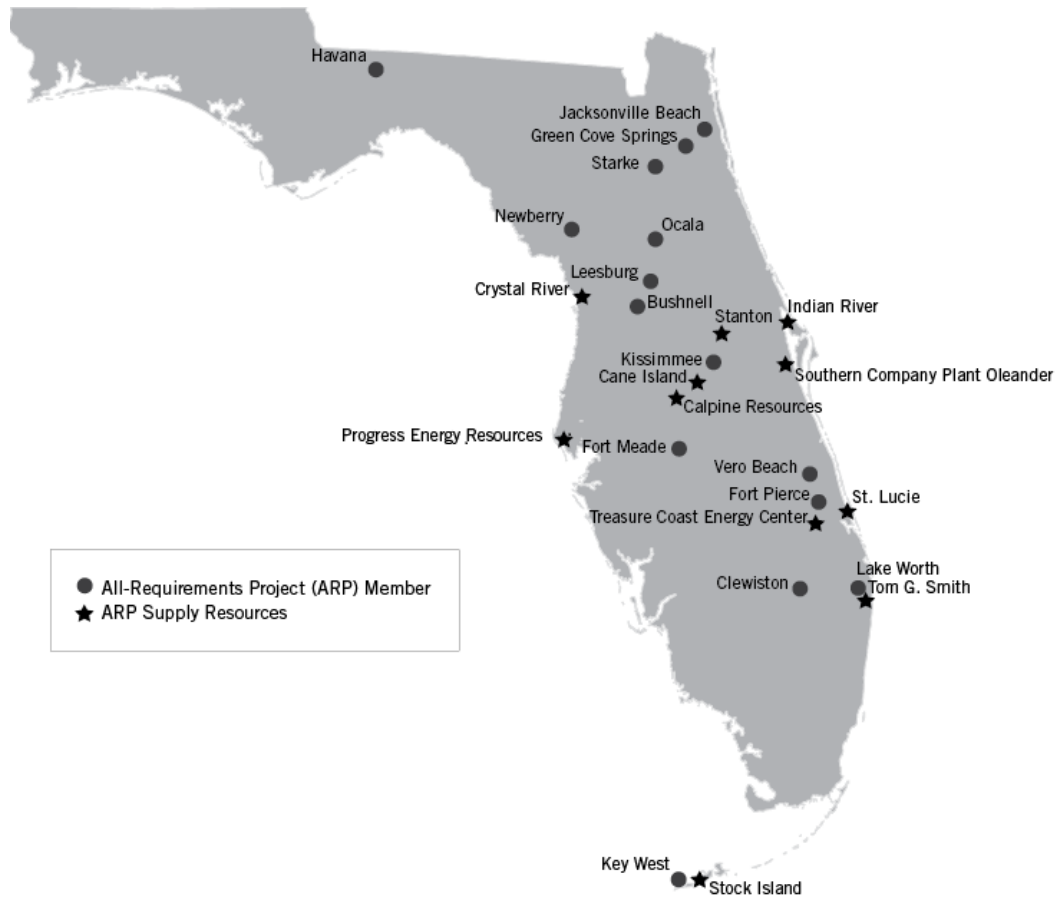 Havana
Jacksonville Beach
Green Cove Springs
Starke
Newberry
Ocala
Leesburg
Crystal River
Bushnell
Indian River
Stanton
Kissimmee
Cane Island
Southern Company Plant Oleander
Calpine Resources
Progress Energy Resources
Fort Meade
Vero Beach
Fort Pierce
St. Lucie
Treasure Coast Energy Center
Lake Worth
Clewiston
Tom G. Smith
All-Requirements Project (ARP) Member
ARP Supply Resources
Key West
Stock Island